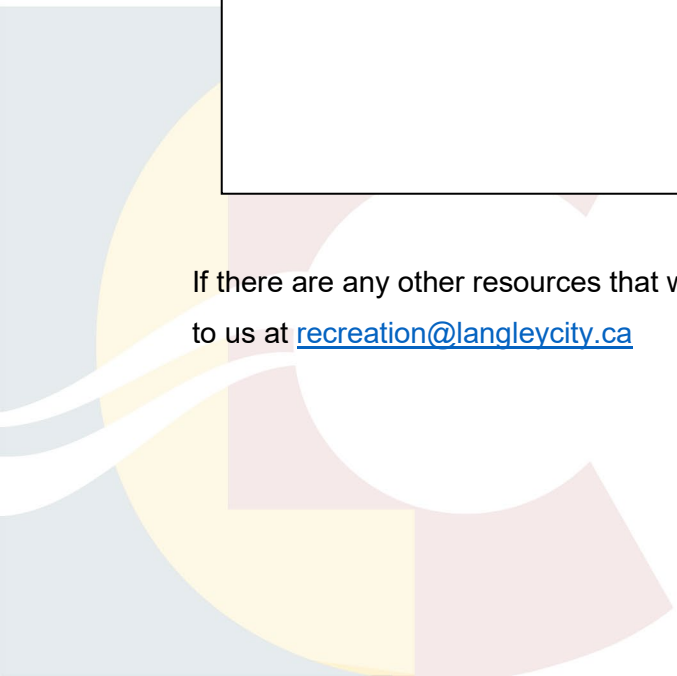 If there are any other resources that
to us at recreation@langleycity.ca